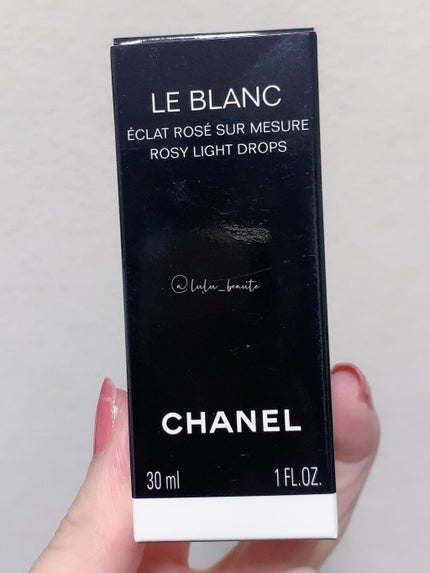 LE BLANC
ÉCLAT ROSÉ SUR MESURE
ROSY LIGHT DROPS
@lulu_beaute
CHANEL
30 ml 1 FL.OZ.